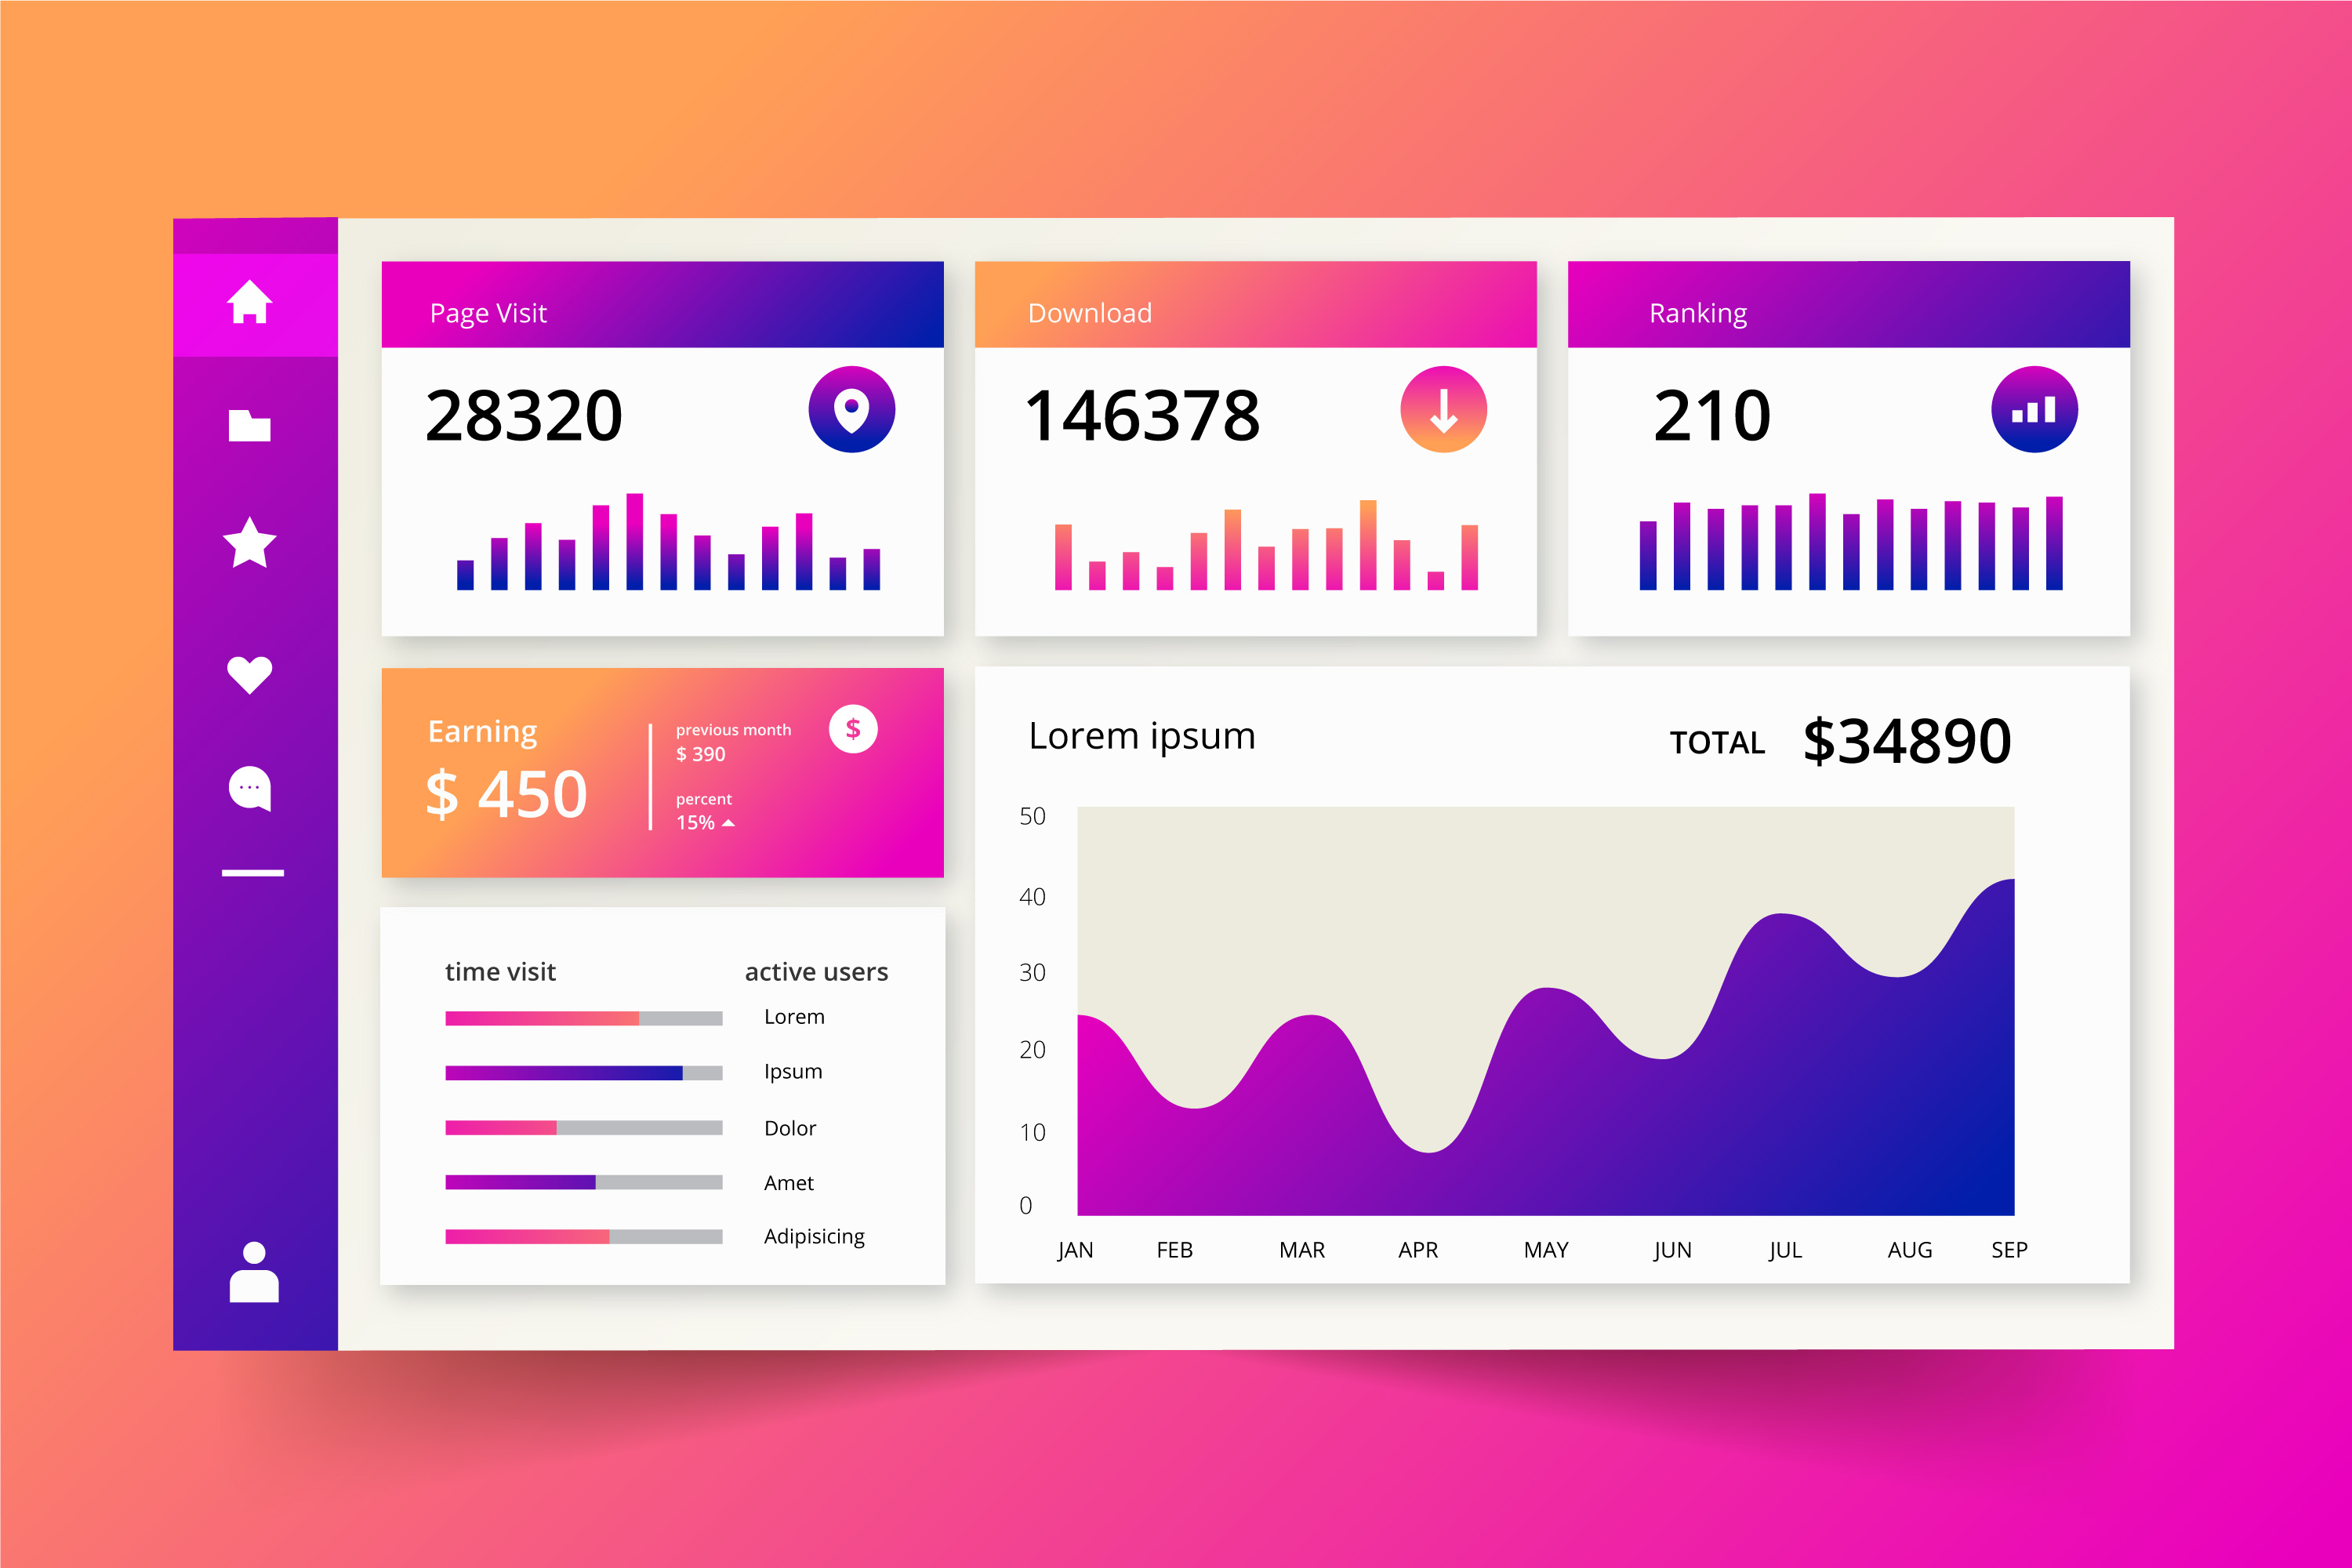 Page Visit
28320
Download
146378
Ranking
210
Earning
$ 450
previous month
$ 390
percent
15%
$
time visit
active users
Lorem
Ipsum
Dolor
Amet
Adipisicing
Lorem ipsum
TOTAL $34890
50
40
30
20
10
0
JAN FEB MAR APR MAY JUN JUL AUG SEP